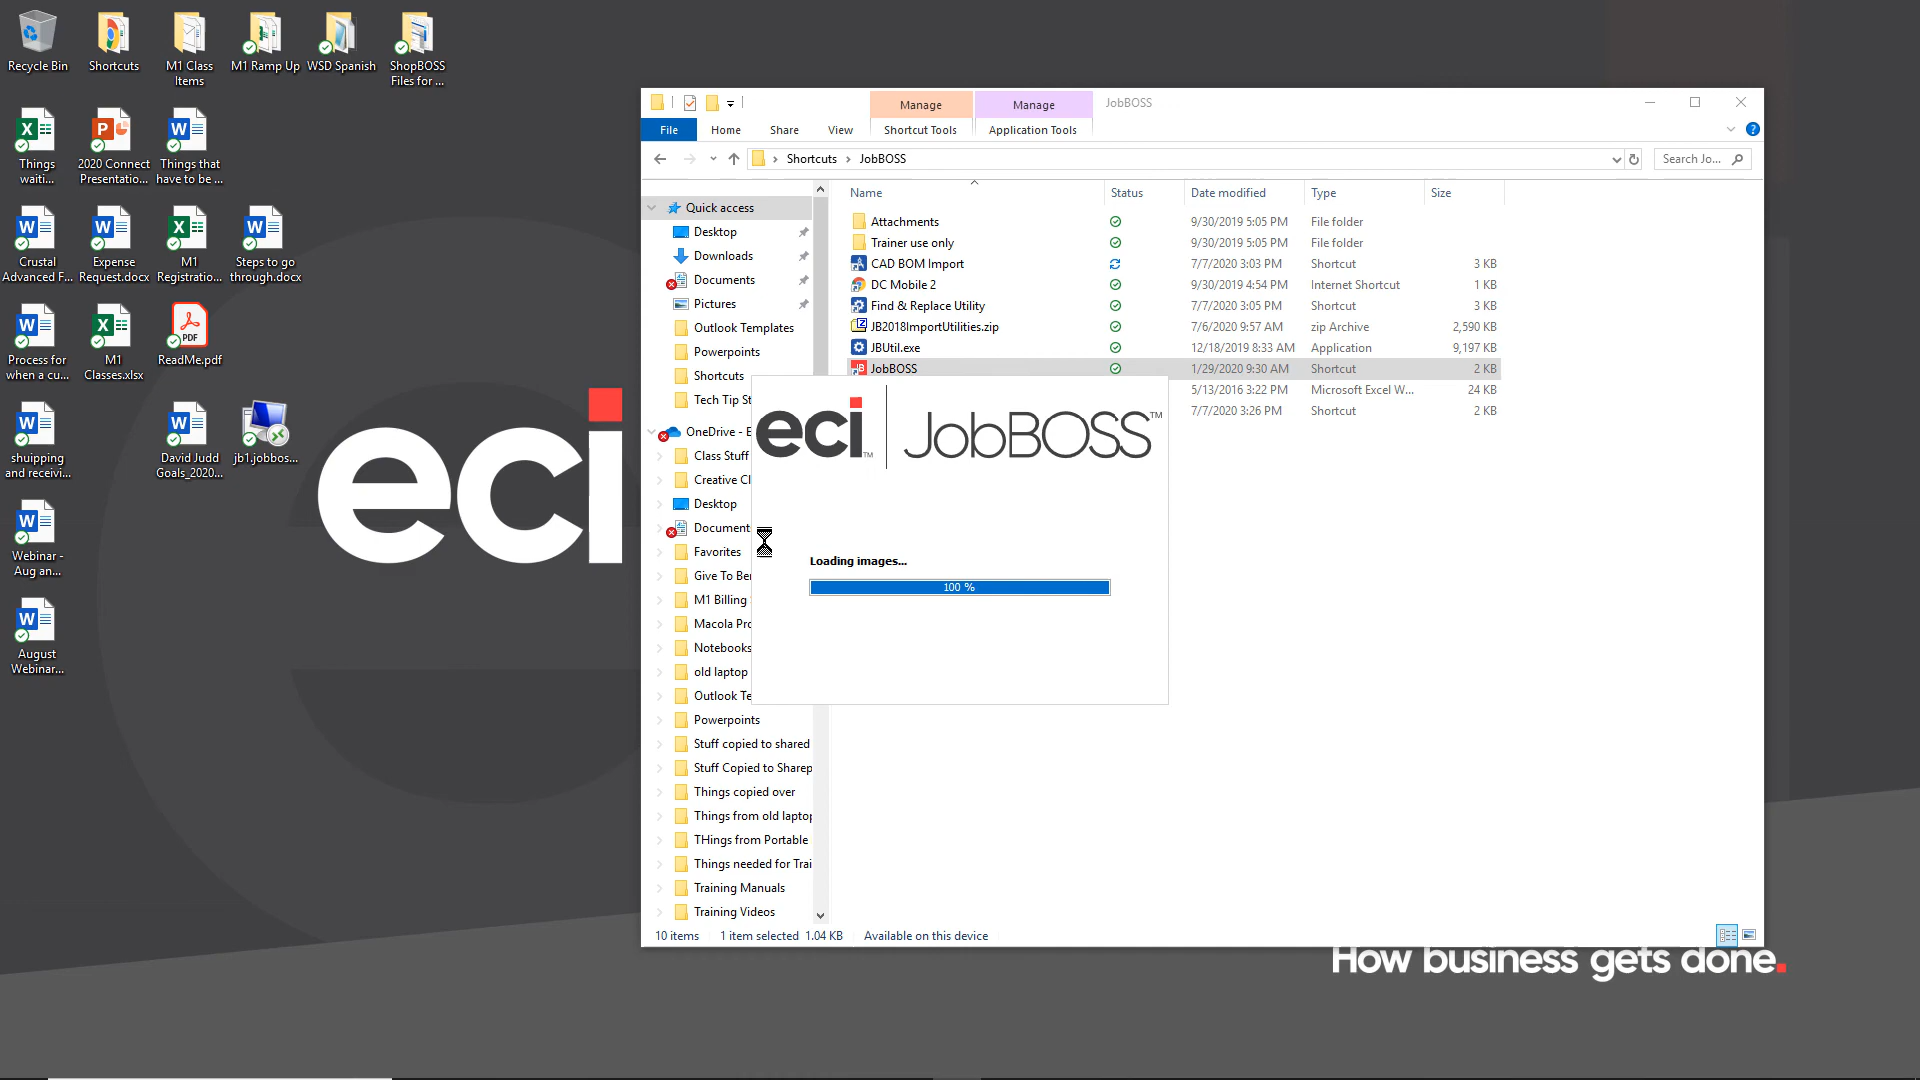 Recycle Bin
Shortcuts
M1 Class
Items
M1 Ramp Up
WSD Spanish
ShopBOSS
Files for ...
Things
waiti...
2020 Connect
Presentatio...
Things that
have to be ...
Crustal
Advanced F...
Expense
Request.docx
M1
Registratio...
Steps to go
through.docx
Process for
when a cu...
M1
Classes.xlsx
PDF
ReadMe.pdf
shuipping
and receivi...
David Judd
Goals_2020...
jb1.jobbos...
Webinar -
Aug an...
August
Webinar...
eci
Manage
Manage
JobBOSS
File
Home
Share
View
Shortcut Tools
Application Tools
Shortcuts
JobBOSS
Search Jo...
Name
Status
Date modified
Type
Size
Quick access
Desktop
Downloads
Documents
Pictures
Outlook Templates
Powerpoints
Shortcuts
Tech Tip St
OneDrive - E
Class Stuff
Creative Cl
Desktop
Document
Favorites
Give To Ber
M1 Billing
Macola Pro
Notebooks
old laptop
Outlook Te
Powerpoints
Stuff copied to shared
Stuff Copied to Sharep
Things copied over
Things from old laptop
THings from Portable
Things needed for Trai
Training Manuals
Training Videos
Attachments 9/30/2019 5:05 PM File folder
Trainer use only 9/30/2019 5:05 PM File folder
CAD BOM Import 7/7/2020 3:03 PM Shortcut 3 KB
DC Mobile 2 9/30/2019 4:54 PM Internet Shortcut 1 KB
Find & Replace Utility 7/7/2020 3:05 PM Shortcut 3 KB
JB2018ImportUtilities.zip 7/6/2020 9:57 AM zip Archive 2,590 KB
JBUtil.exe 12/18/2019 8:33 AM Application 9,197 KB
JobBOSS 1/29/2020 9:30 AM Shortcut 2 KB
5/13/2016 3:22 PM Microsoft Excel W... 24 KB
7/7/2020 3:26 PM Shortcut 2 KB
eci™ JobBOSS™
Loading images...
100 %
10 items
1 item selected 1.04 KB
Available on this device
How business gets done.